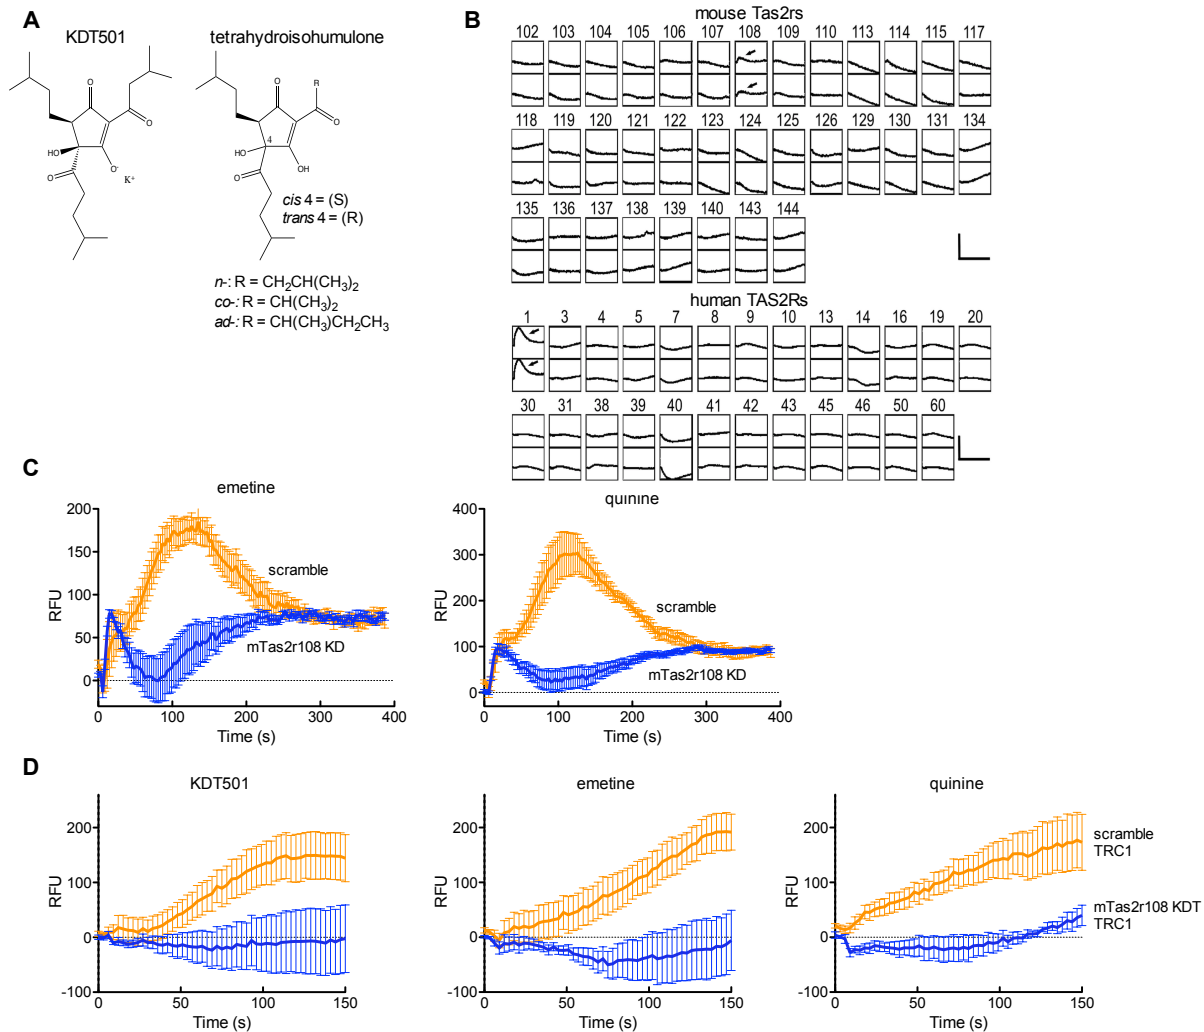 A
KDT501
tetrahydroisohumulone
O
O
HO
O
O-
K+
O
R
O
4
HO
OH
O
cis 4 = (S)
trans 4 = (R)
n-: R = CH2CH(CH3)2
co-: R = CH(CH3)2
ad-: R = CH(CH3)CH2CH3
B
mouse Tas2rs
102 103 104 105 106 107 108 109 110 113 114 115 117
118 119 120 121 122 123 124 125 126 129 130 131 134
135 136 137 138 139 140 143 144
human TAS2Rs
1 3 4 5 7 8 9 10 13 14 16 19 20
30 31 38 39 40 41 42 43 45 46 50 60
C
emetine
200
150
100
50
0
RFU
scramble
mTas2r108 KD
0 100 200 300 400
Time (s)
quinine
400
300
200
100
0
RFU
scramble
mTas2r108 KD
0 100 200 300 400
Time (s)
D
KDT501
200
100
0
-100
RFU
0 50 100 150
Time (s)
emetine
200
100
0
-100
RFU
0 50 100 150
Time (s)
quinine
200
100
0
-100
RFU
0 50 100 150
Time (s)
scramble
TRC1
mTas2r108 KDT
TRC1